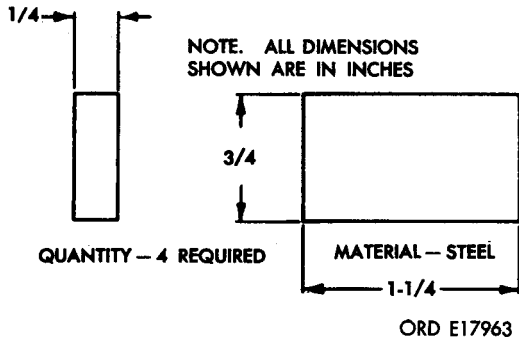 1/4
NOTE. ALL DIMENSIONS
SHOWN ARE IN INCHES
3/4
QUANTITY — 4 REQUIRED
MATERIAL — STEEL
1-1/4
ORD E17963